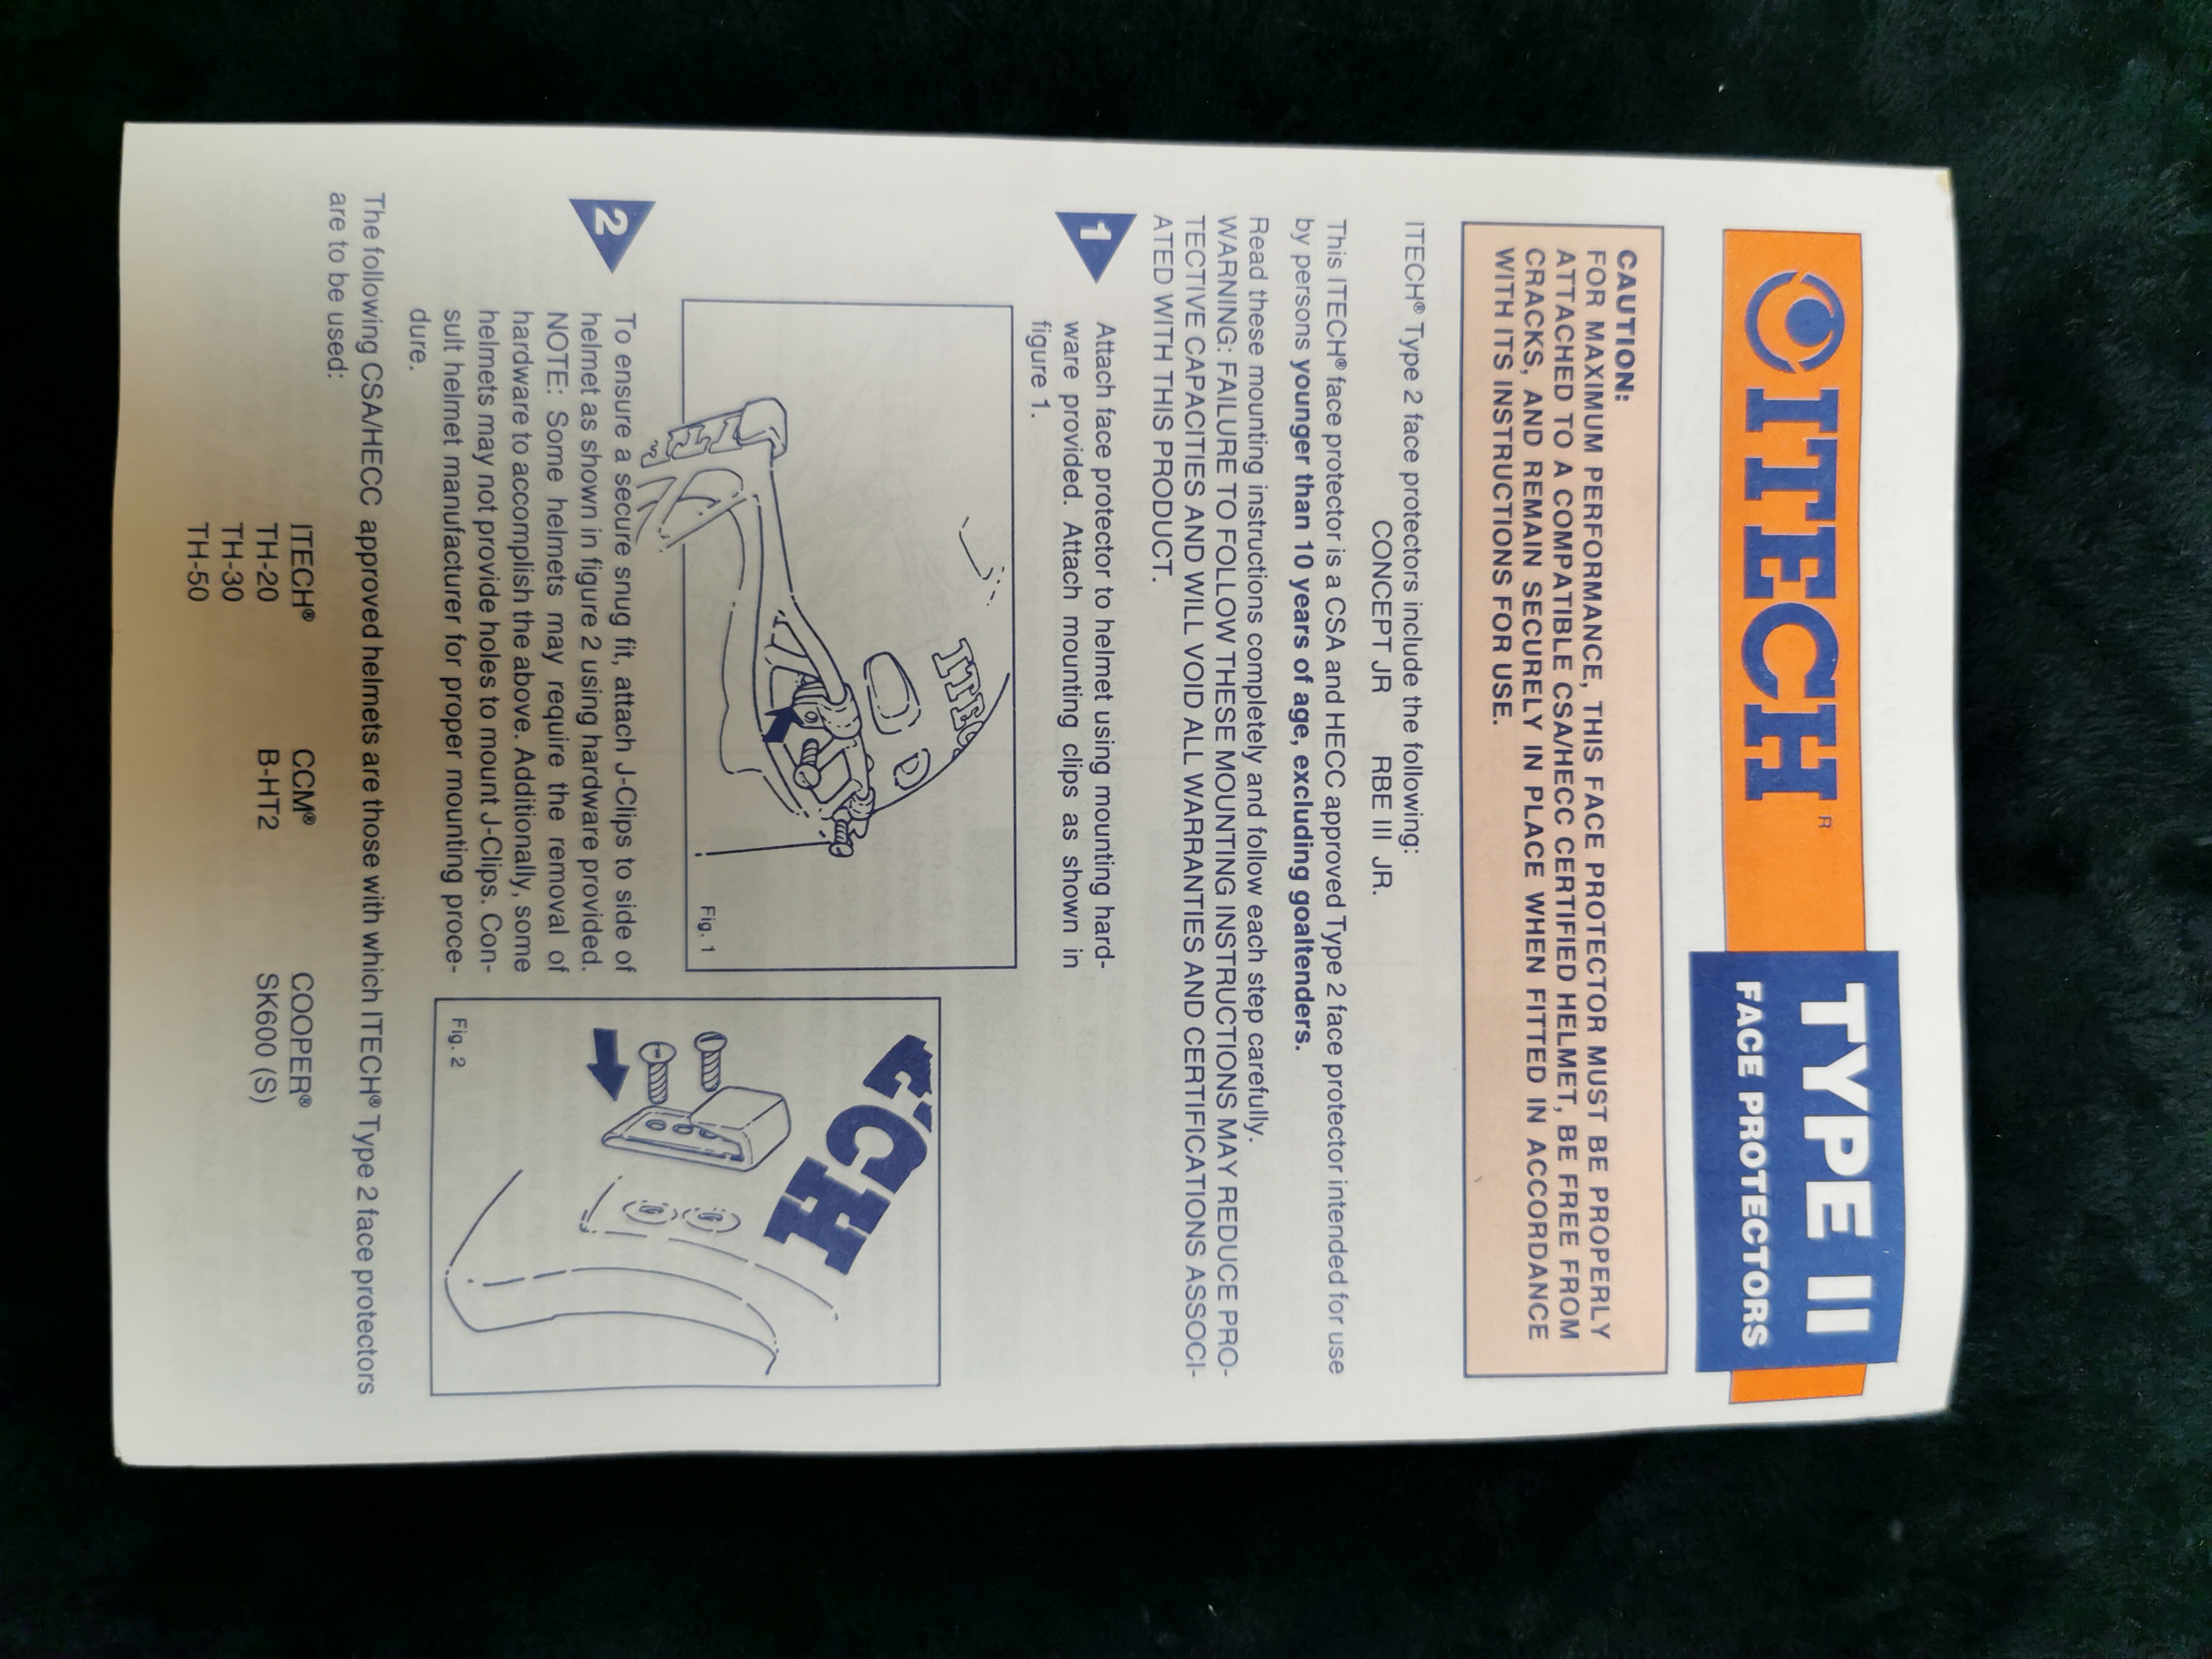 ITECH®
TYPE II
FACE PROTECTORS
CAUTION:
FOR MAXIMUM PERFORMANCE, THIS FACE PROTECTOR MUST BE PROPERLY
ATTACHED TO A COMPATIBLE CSA/HECC CERTIFIED HELMET, BE FREE FROM
CRACKS, AND REMAIN SECURELY IN PLACE WHEN FITTED IN ACCORDANCE
WITH ITS INSTRUCTIONS FOR USE.
ITECH® Type 2 face protectors include the following:
CONCEPT JR RBE III JR.
This ITECH® face protector is a CSA and HECC approved Type 2 face protector intended for use
by persons younger than 10 years of age, excluding goaltenders.
Read these mounting instructions completely and follow each step carefully.
WARNING: FAILURE TO FOLLOW THESE MOUNTING INSTRUCTIONS MAY REDUCE PRO-
TECTIVE CAPACITIES AND WILL VOID ALL WARRANTIES AND CERTIFICATIONS ASSOCI-
ATED WITH THIS PRODUCT.
1
Attach face protector to helmet using mounting hard-
ware provided. Attach mounting clips as shown in
figure 1.
ITEC
Fig. 1
2
To ensure a secure snug fit, attach J-Clips to side of
helmet as shown in figure 2 using hardware provided.
NOTE: Some helmets may require the removal of
hardware to accomplish the above. Additionally, some
helmets may not provide holes to mount J-Clips. Con-
sult helmet manufacturer for proper mounting proce-
dure.
CH
Fig. 2
The following CSA/HECC approved helmets are those with which ITECH® Type 2 face protectors
are to be used:
ITECH® CCM® COOPER®
TH-20 B-HT2 SK600 (S)
TH-30
TH-50